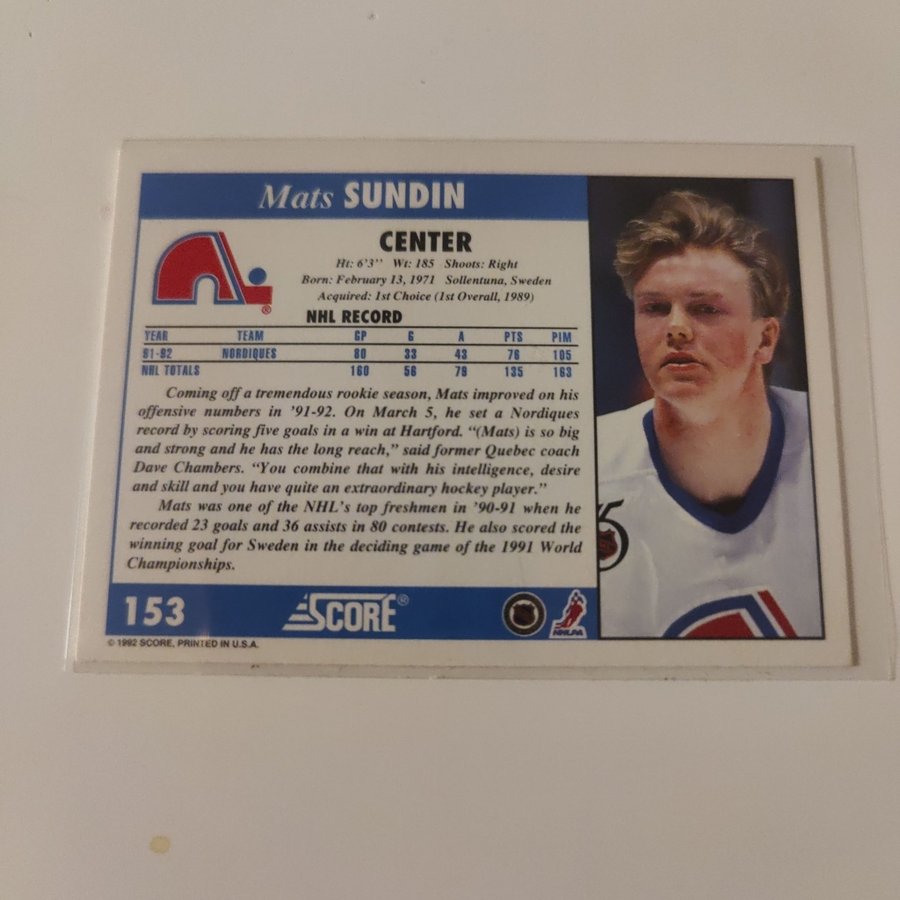 Mats SUNDIN
CENTER
Ht: 6'3'' Wt: 185 Shoots: Right
Born: February 13, 1971 Sollentuna, Sweden
Acquired: 1st Choice (1st Overall, 1989)
®
NHL RECORD
YEAR TEAM GP G A PTS PIM
91-92 NORDIQUES 80 33 43 76 105
NHL TOTALS 160 56 79 135 163
Coming off a tremendous rookie season, Mats improved on his
offensive numbers in '91-92. On March 5, he set a Nordiques
record by scoring five goals in a win at Hartford. “(Mats) is so big
and strong and he has the long reach,” said former Quebec coach
Dave Chambers. “You combine that with his intelligence, desire
and skill and you have quite an extraordinary hockey player.”
Mats was one of the NHL's top freshmen in '90-91 when he
recorded 23 goals and 36 assists in 80 contests. He also scored the
winning goal for Sweden in the deciding game of the 1991 World
Championships.
153 SCORE® NHLPA
© 1992 SCORE, PRINTED IN U.S.A.